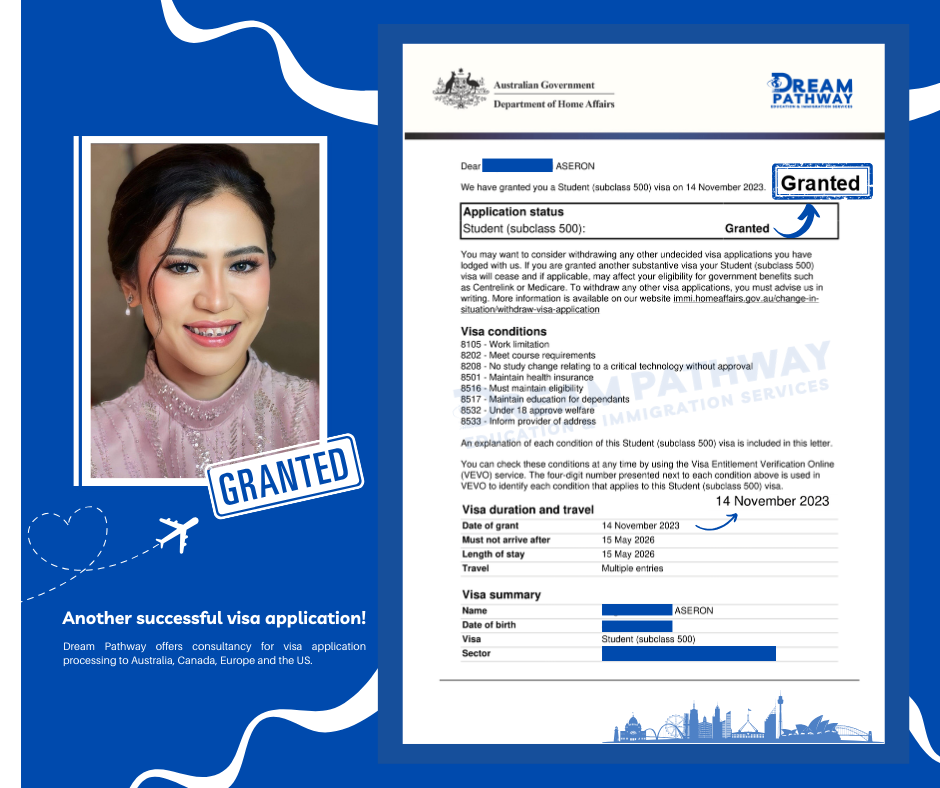 Australian Government
Department of Home Affairs
DREAM
PATHWAY
EDUCATION & IMMIGRATION SERVICES
Dear ASERON
We have granted you a Student (subclass 500) visa on 14 November 2023.
Granted
Application status
Student (subclass 500): Granted
You may want to consider withdrawing any other undecided visa applications you have
lodged with us. If you are granted another substantive visa your Student (subclass 500)
visa will cease and if applicable, may affect your eligibility for government benefits such
as Centrelink or Medicare. To withdraw any other visa applications, you must advise us in
writing. More information is available on our website immi.homeaffairs.gov.au/change-in-
situation/withdraw-visa-application
Visa conditions
8105 - Work limitation
8202 - Meet course requirements
8208 - No study change relating to a critical technology without approval
8501 - Maintain health insurance
8516 - Must maintain eligibility
8517 - Maintain education for dependants
8532 - Under 18 approve welfare
8533 - Inform provider of address
DREAM PATHWAY
EDUCATION & IMMIGRATION SERVICES
An explanation of each condition of this Student (subclass 500) visa is included in this letter.
You can check these conditions at any time by using the Visa Entitlement Verification Online
(VEVO) service. The four-digit number presented next to each condition above is used in
VEVO to identify each condition that applies to this Student (subclass 500) visa.
14 November 2023
Visa duration and travel
Date of grant 14 November 2023
Must not arrive after 15 May 2026
Length of stay 15 May 2026
Travel Multiple entries
Visa summary
Name ASERON
Date of birth
Visa Student (subclass 500)
Sector
GRANTED
Another successful visa application!
Dream Pathway offers consultancy for visa application
processing to Australia, Canada, Europe and the US.